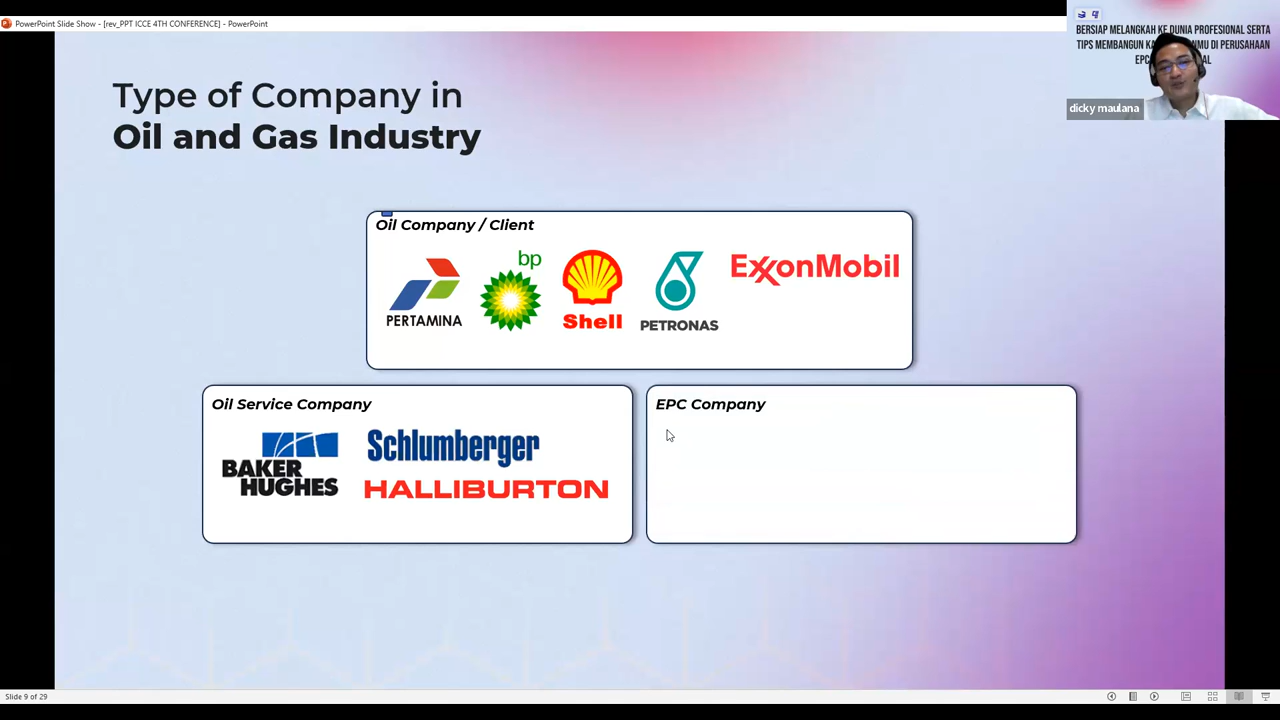 PowerPoint Slide Show - [rev_PPT ICCE 4TH CONFERENCE] - PowerPoint
BERSIAP MELANGKAH KE DUNIA PROFESIONAL SERTA
TIPS MEMBANGUN DI PERUSAHAAN
dicky maulana
Type of Company in
Oil and Gas Industry
Oil Company / Client
PERTAMINA
bp
Shell
PETRONAS
ExxonMobil
Oil Service Company
BAKER
HUGHES
Schlumberger
HALLIBURTON
EPC Company
Slide 9 of 29